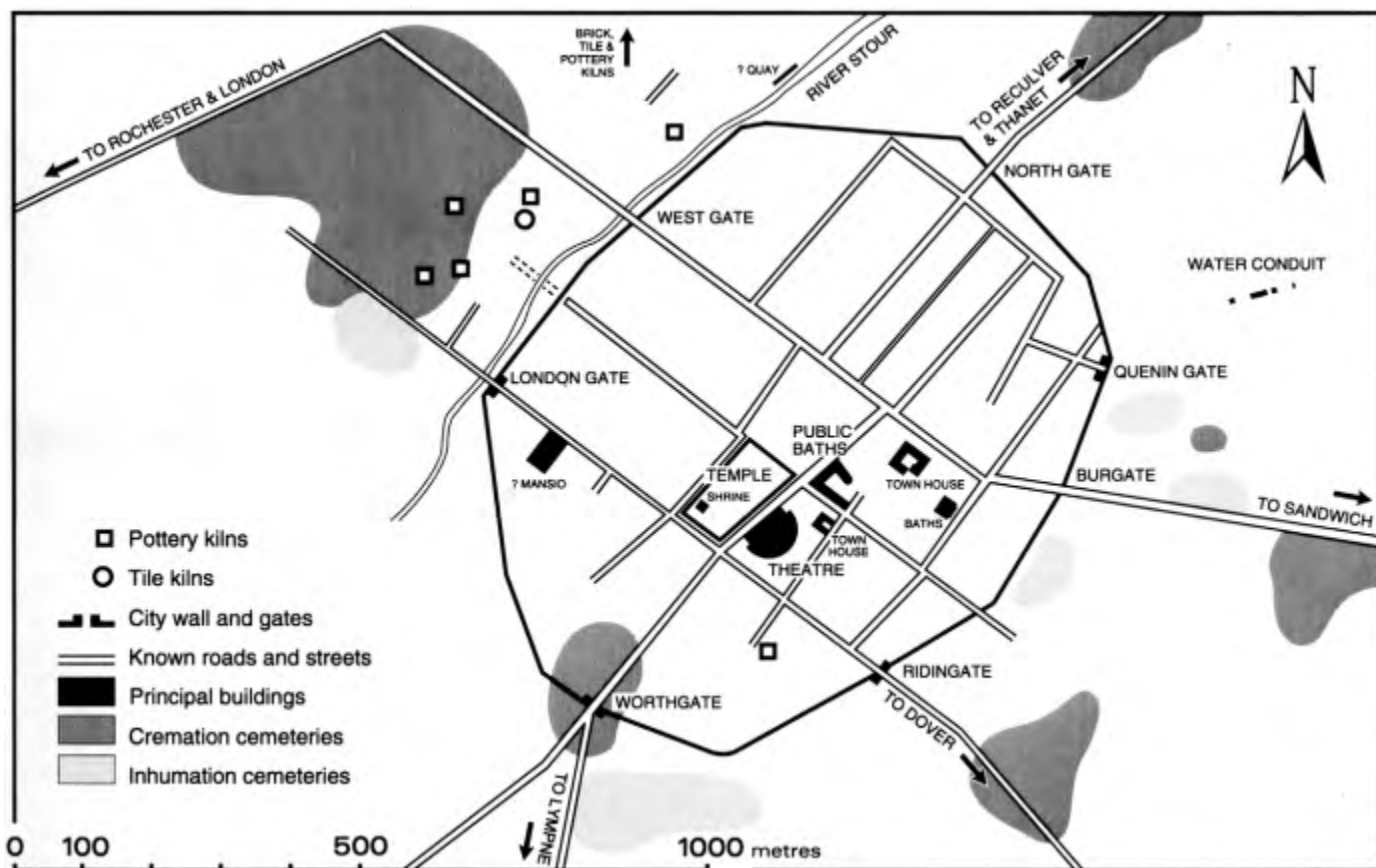 BRICK,
TILE &
POTTERY
KILNS
? QUAY
RIVER STOUR
TO ROCHESTER & LONDON
TO RECULVER
& THANET
N
NORTH GATE
WEST GATE
WATER CONDUIT
LONDON GATE
QUENIN GATE
PUBLIC
BATHS
TEMPLE
SHRINE
? MANSIO
TOWN HOUSE
BURGATE
BATHS
TO SANDWICH
TOWN
HOUSE
THEATRE
RIDINGATE
WORTHGATE
TO DOVER
TO LYMPNE
Pottery kilns
Tile kilns
City wall and gates
Known roads and streets
Principal buildings
Cremation cemeteries
Inhumation cemeteries
0 100 500 1000 metres